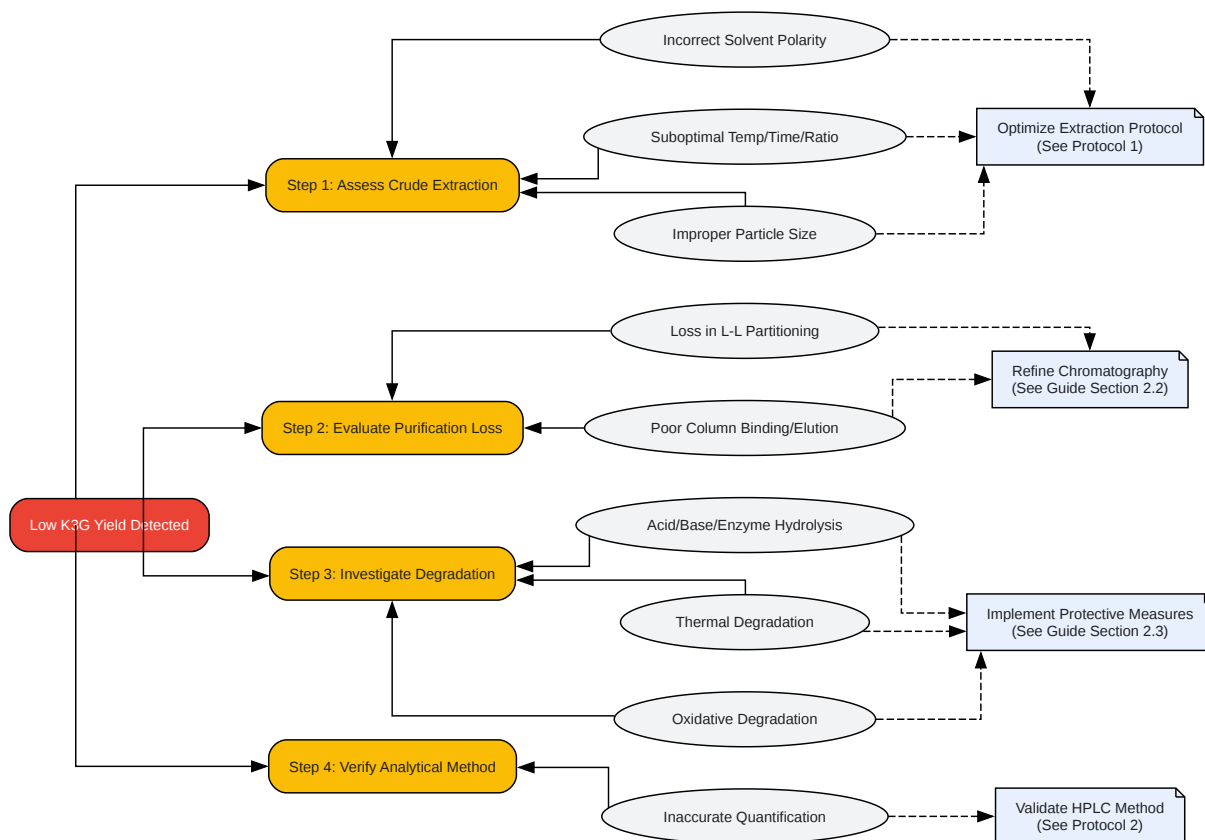 Incorrect Solvent Polarity
Suboptimal Temp/Time/Ratio
Optimize Extraction Protocol
(See Protocol 1)
Step 1: Assess Crude Extraction
Improper Particle Size
Loss in L-L Partitioning
Refine Chromatography
(See Guide Section 2.2)
Step 2: Evaluate Purification Loss
Poor Column Binding/Elution
Low K3G Yield Detected
Acid/Base/Enzyme Hydrolysis
Step 3: Investigate Degradation
Thermal Degradation
Implement Protective Measures
(See Guide Section 2.3)
Oxidative Degradation
Step 4: Verify Analytical Method
Inaccurate Quantification
Validate HPLC Method
(See Protocol 2)